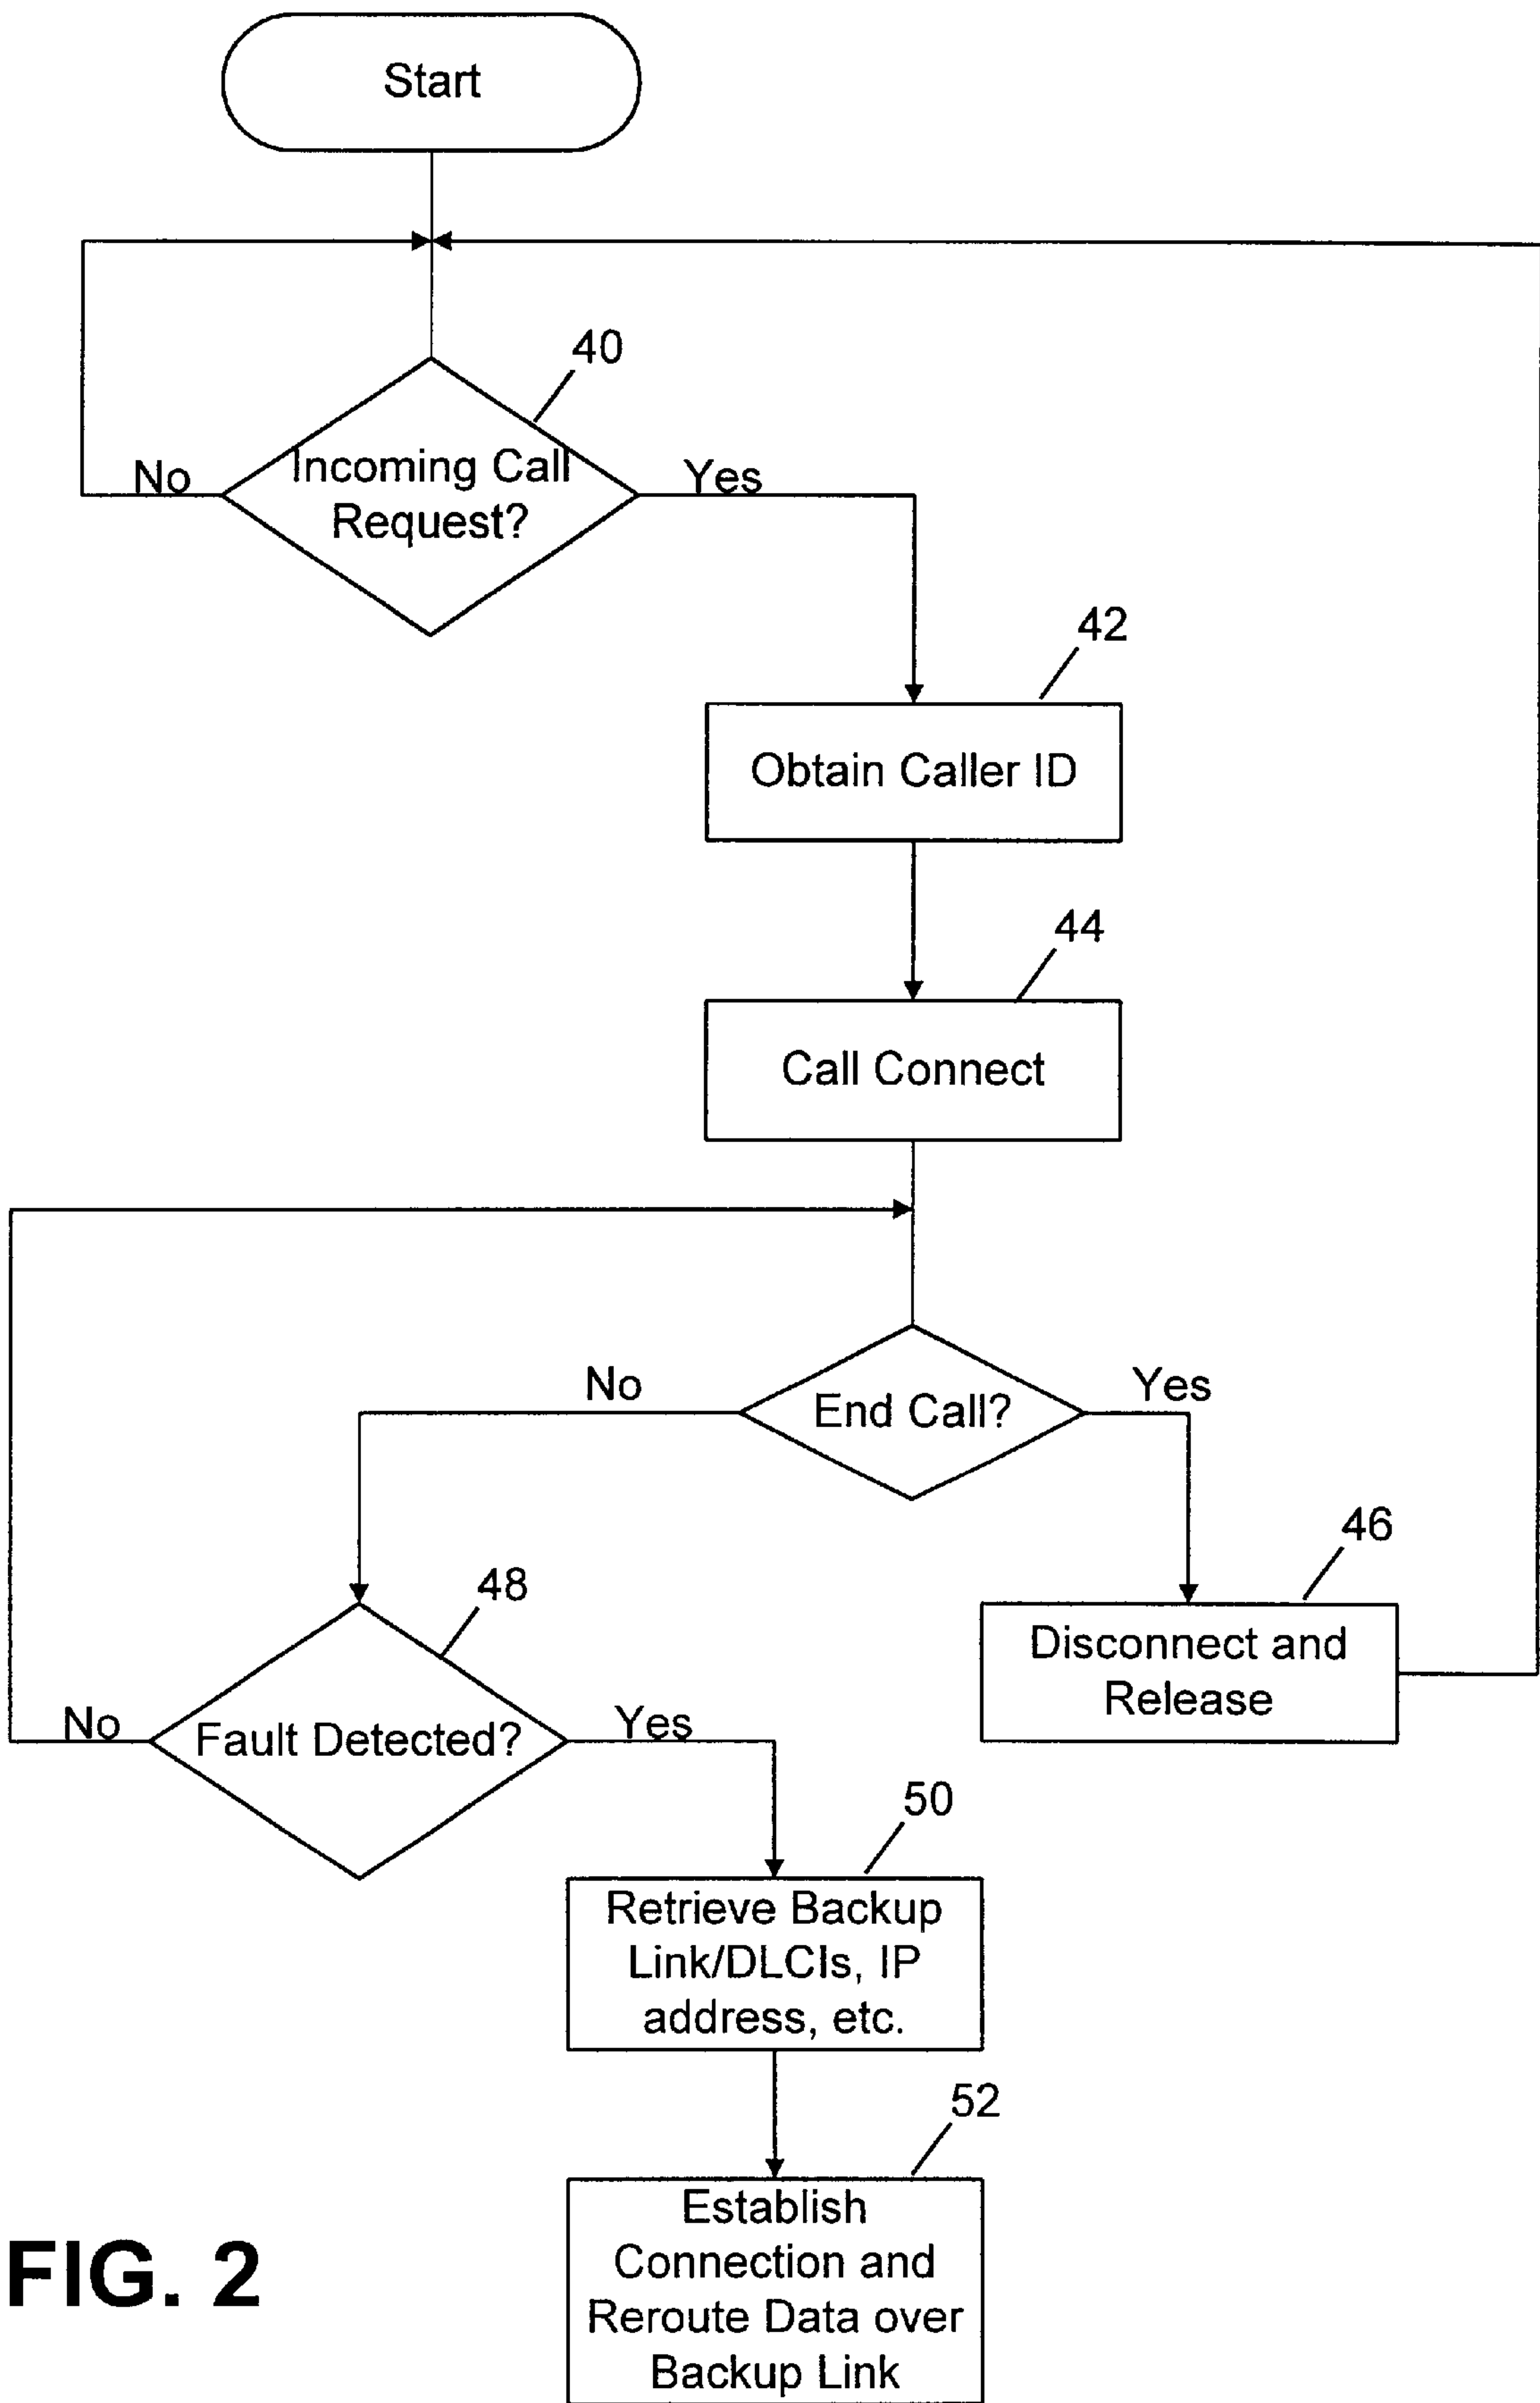 Start
40
No
Incoming Call
Request?
Yes
42
Obtain Caller ID
44
Call Connect
No
End Call?
Yes
46
Disconnect and
Release
48
No
Fault Detected?
Yes
50
Retrieve Backup
Link/DLCIs, IP
address, etc.
52
Establish
Connection and
Reroute Data over
Backup Link
FIG. 2